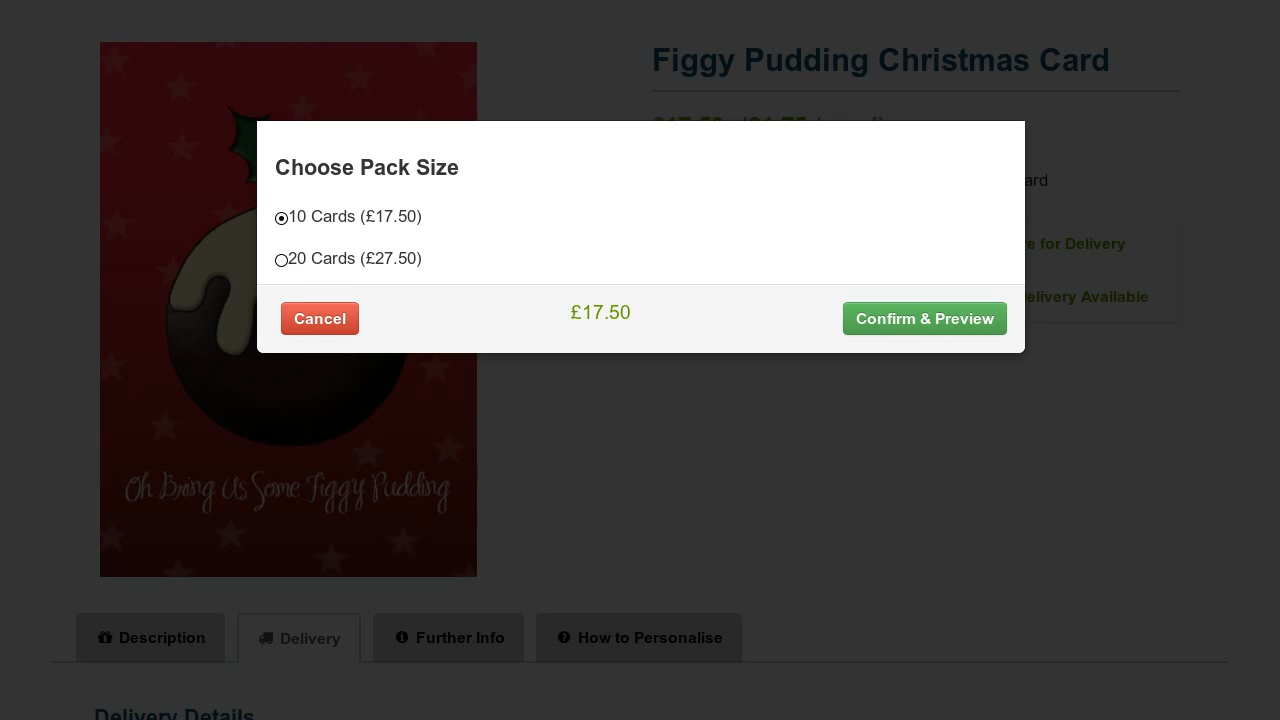 Figgy Pudding Christmas Card
Choose Pack Size
10 Cards (£17.50)
20 Cards (£27.50)
Cancel
£17.50
Confirm & Preview
ard
e for Delivery
elivery Available
Oh Bring Us Some Figgy Pudding
Description
Delivery
Further Info
How to Personalise
Delivery Details